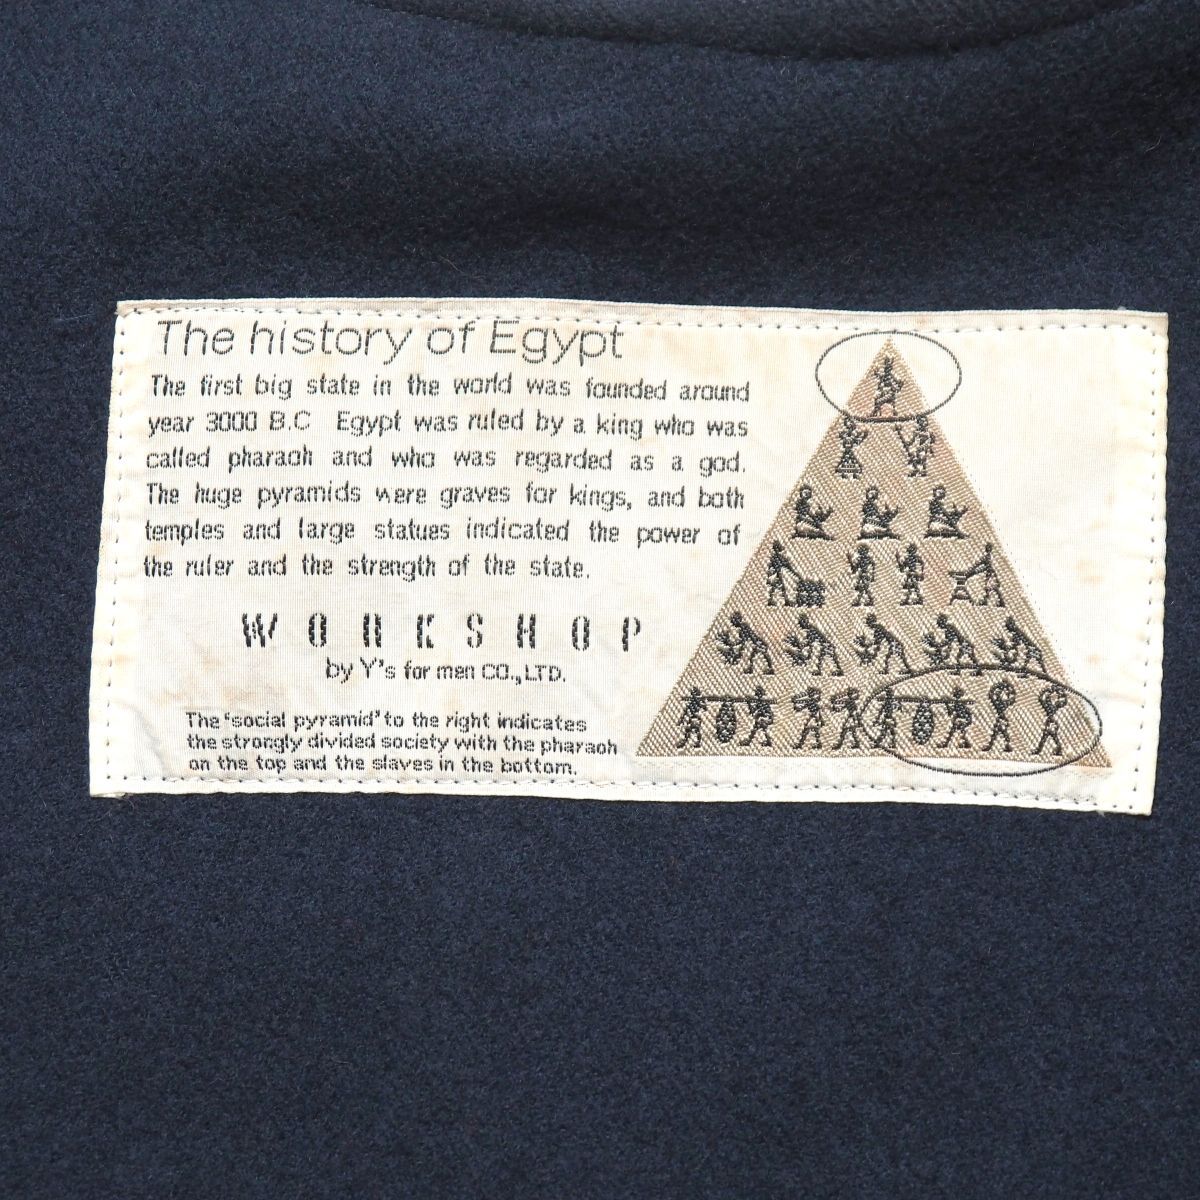 The history of Egypt
The first big state in the world was founded around
year 3000 B.C Egypt was ruled by a king who was
called pharaoh and who was regarded as a god.
The huge pyramids were graves for kings, and both
temples and large statues indicated the power of
the ruler and the strength of the state.
WORKSHOP
by Y's for men CO.,LTD.
The 'social pyramid' to the right indicates
the strongly divided society with the pharaoh
on the top and the slaves in the bottom.